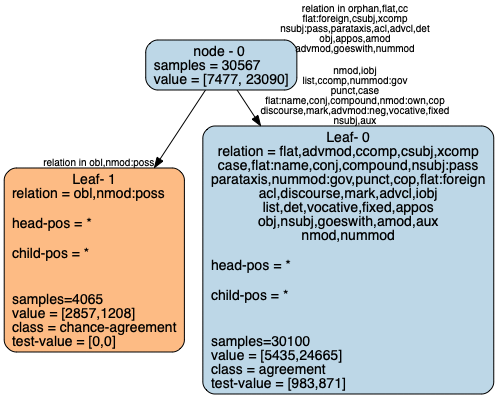 relation in orphan,flat,cc
flat:foreign,csubj,xcomp
nsubj:pass,parataxis,acl,advcl,det
obj,appos,amod
advmod,goeswith,nummod
node - 0
samples = 30567
value = [7477, 23090]
nmod,iobj
list,ccomp,nummod:gov
punct,case
flat:name,conj,compound,nmod:own,cop
discourse,mark,advmod:neg,vocative,fixed
nsubj,aux
relation in obl,nmod:poss
Leaf- 1
relation = obl,nmod:poss
head-pos = *
child-pos = *
samples=4065
value = [2857,1208]
class = chance-agreement
test-value = [0,0]
Leaf- 0
relation = flat,advmod,ccomp,csubj,xcomp
case,flat:name,conj,compound,nsubj:pass
parataxis,nummod:gov,punct,cop,flat:foreign
acl,discourse,mark,advcl,iobj
list,det,vocative,fixed,appos
obj,nsubj,goeswith,amod,aux
nmod,nummod
head-pos = *
child-pos = *
samples=30100
value = [5435,24665]
class = agreement
test-value = [983,871]